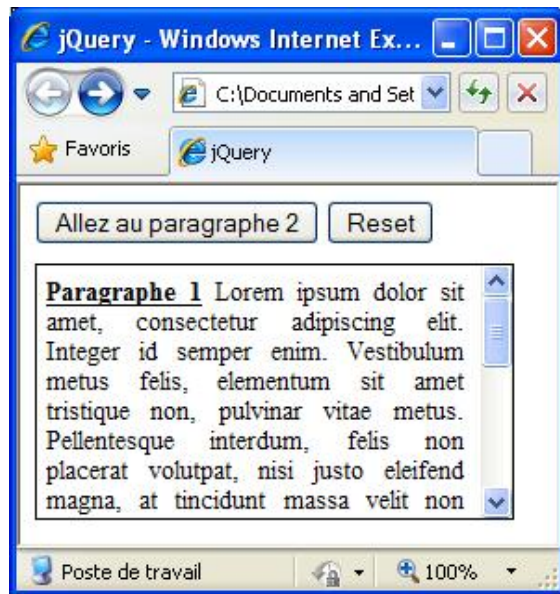 jQuery - Windows Internet Ex...
C:\Documents and Set
Favoris
jQuery
Allez au paragraphe 2 Reset
Paragraphe 1 Lorem ipsum dolor sit
amet, consectetur adipiscing elit.
Integer id semper enim. Vestibulum
metus felis, elementum sit amet
tristique non, pulvinar vitae metus.
Pellentesque interdum, felis non
placerat volutpat, nisi justo eleifend
magna, at tincidunt massa velit non
Poste de travail 100%